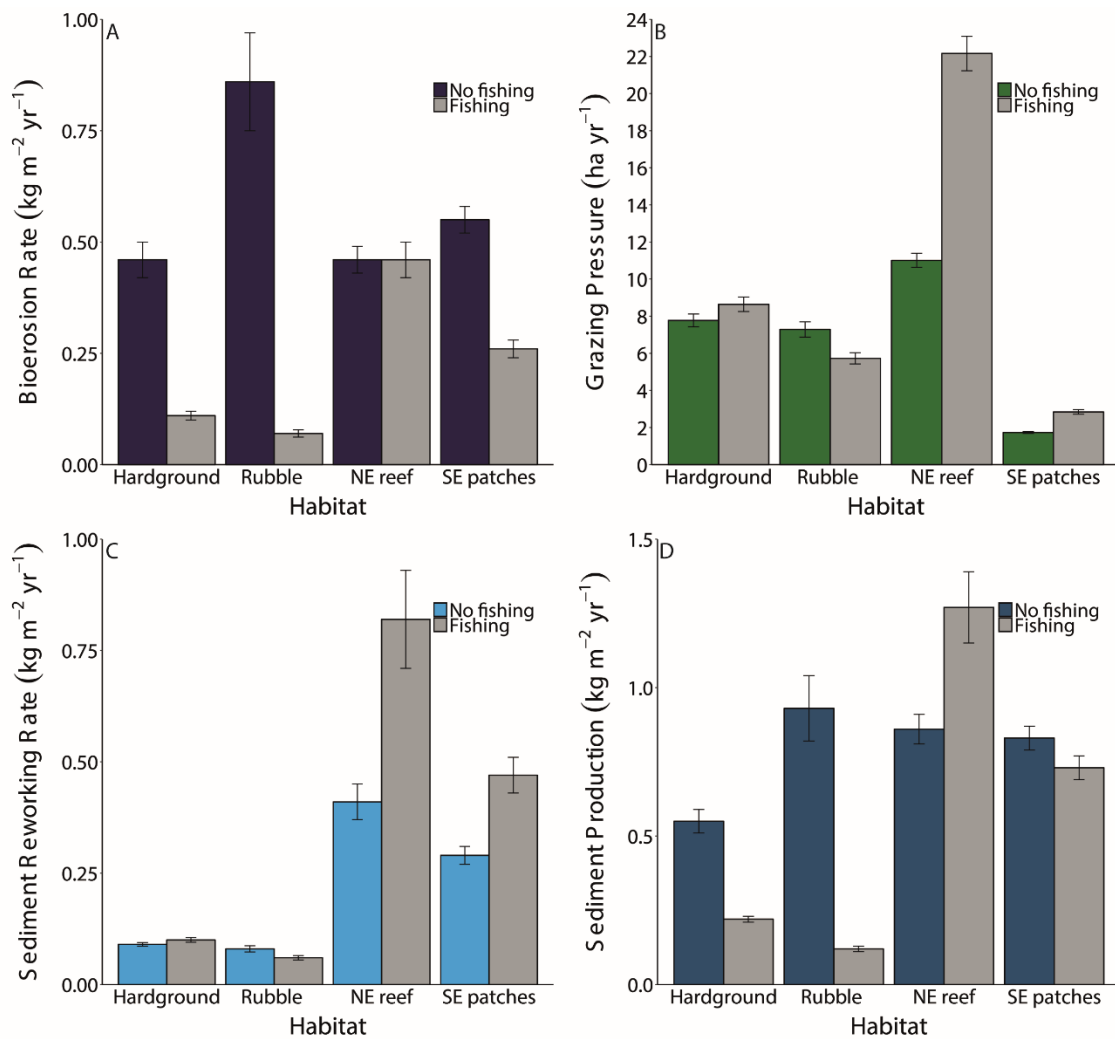 A
Bioerosion Rate (kg m⁻² yr⁻¹)
1.00
0.75
0.50
0.25
0.00
No fishing
Fishing
Hardground Rubble NE reef SE patches
Habitat
B
Grazing Pressure (ha yr⁻¹)
24
22
20
18
16
14
12
10
8
6
4
2
0
No fishing
Fishing
Hardground Rubble NE reef SE patches
Habitat
C
Sediment Reworking Rate (kg m⁻² yr⁻¹)
1.00
0.75
0.50
0.25
0.00
No fishing
Fishing
Hardground Rubble NE reef SE patches
Habitat
D
Sediment Production (kg m⁻² yr⁻¹)
1.5
1.0
0.5
0.0
No fishing
Fishing
Hardground Rubble NE reef SE patches
Habitat